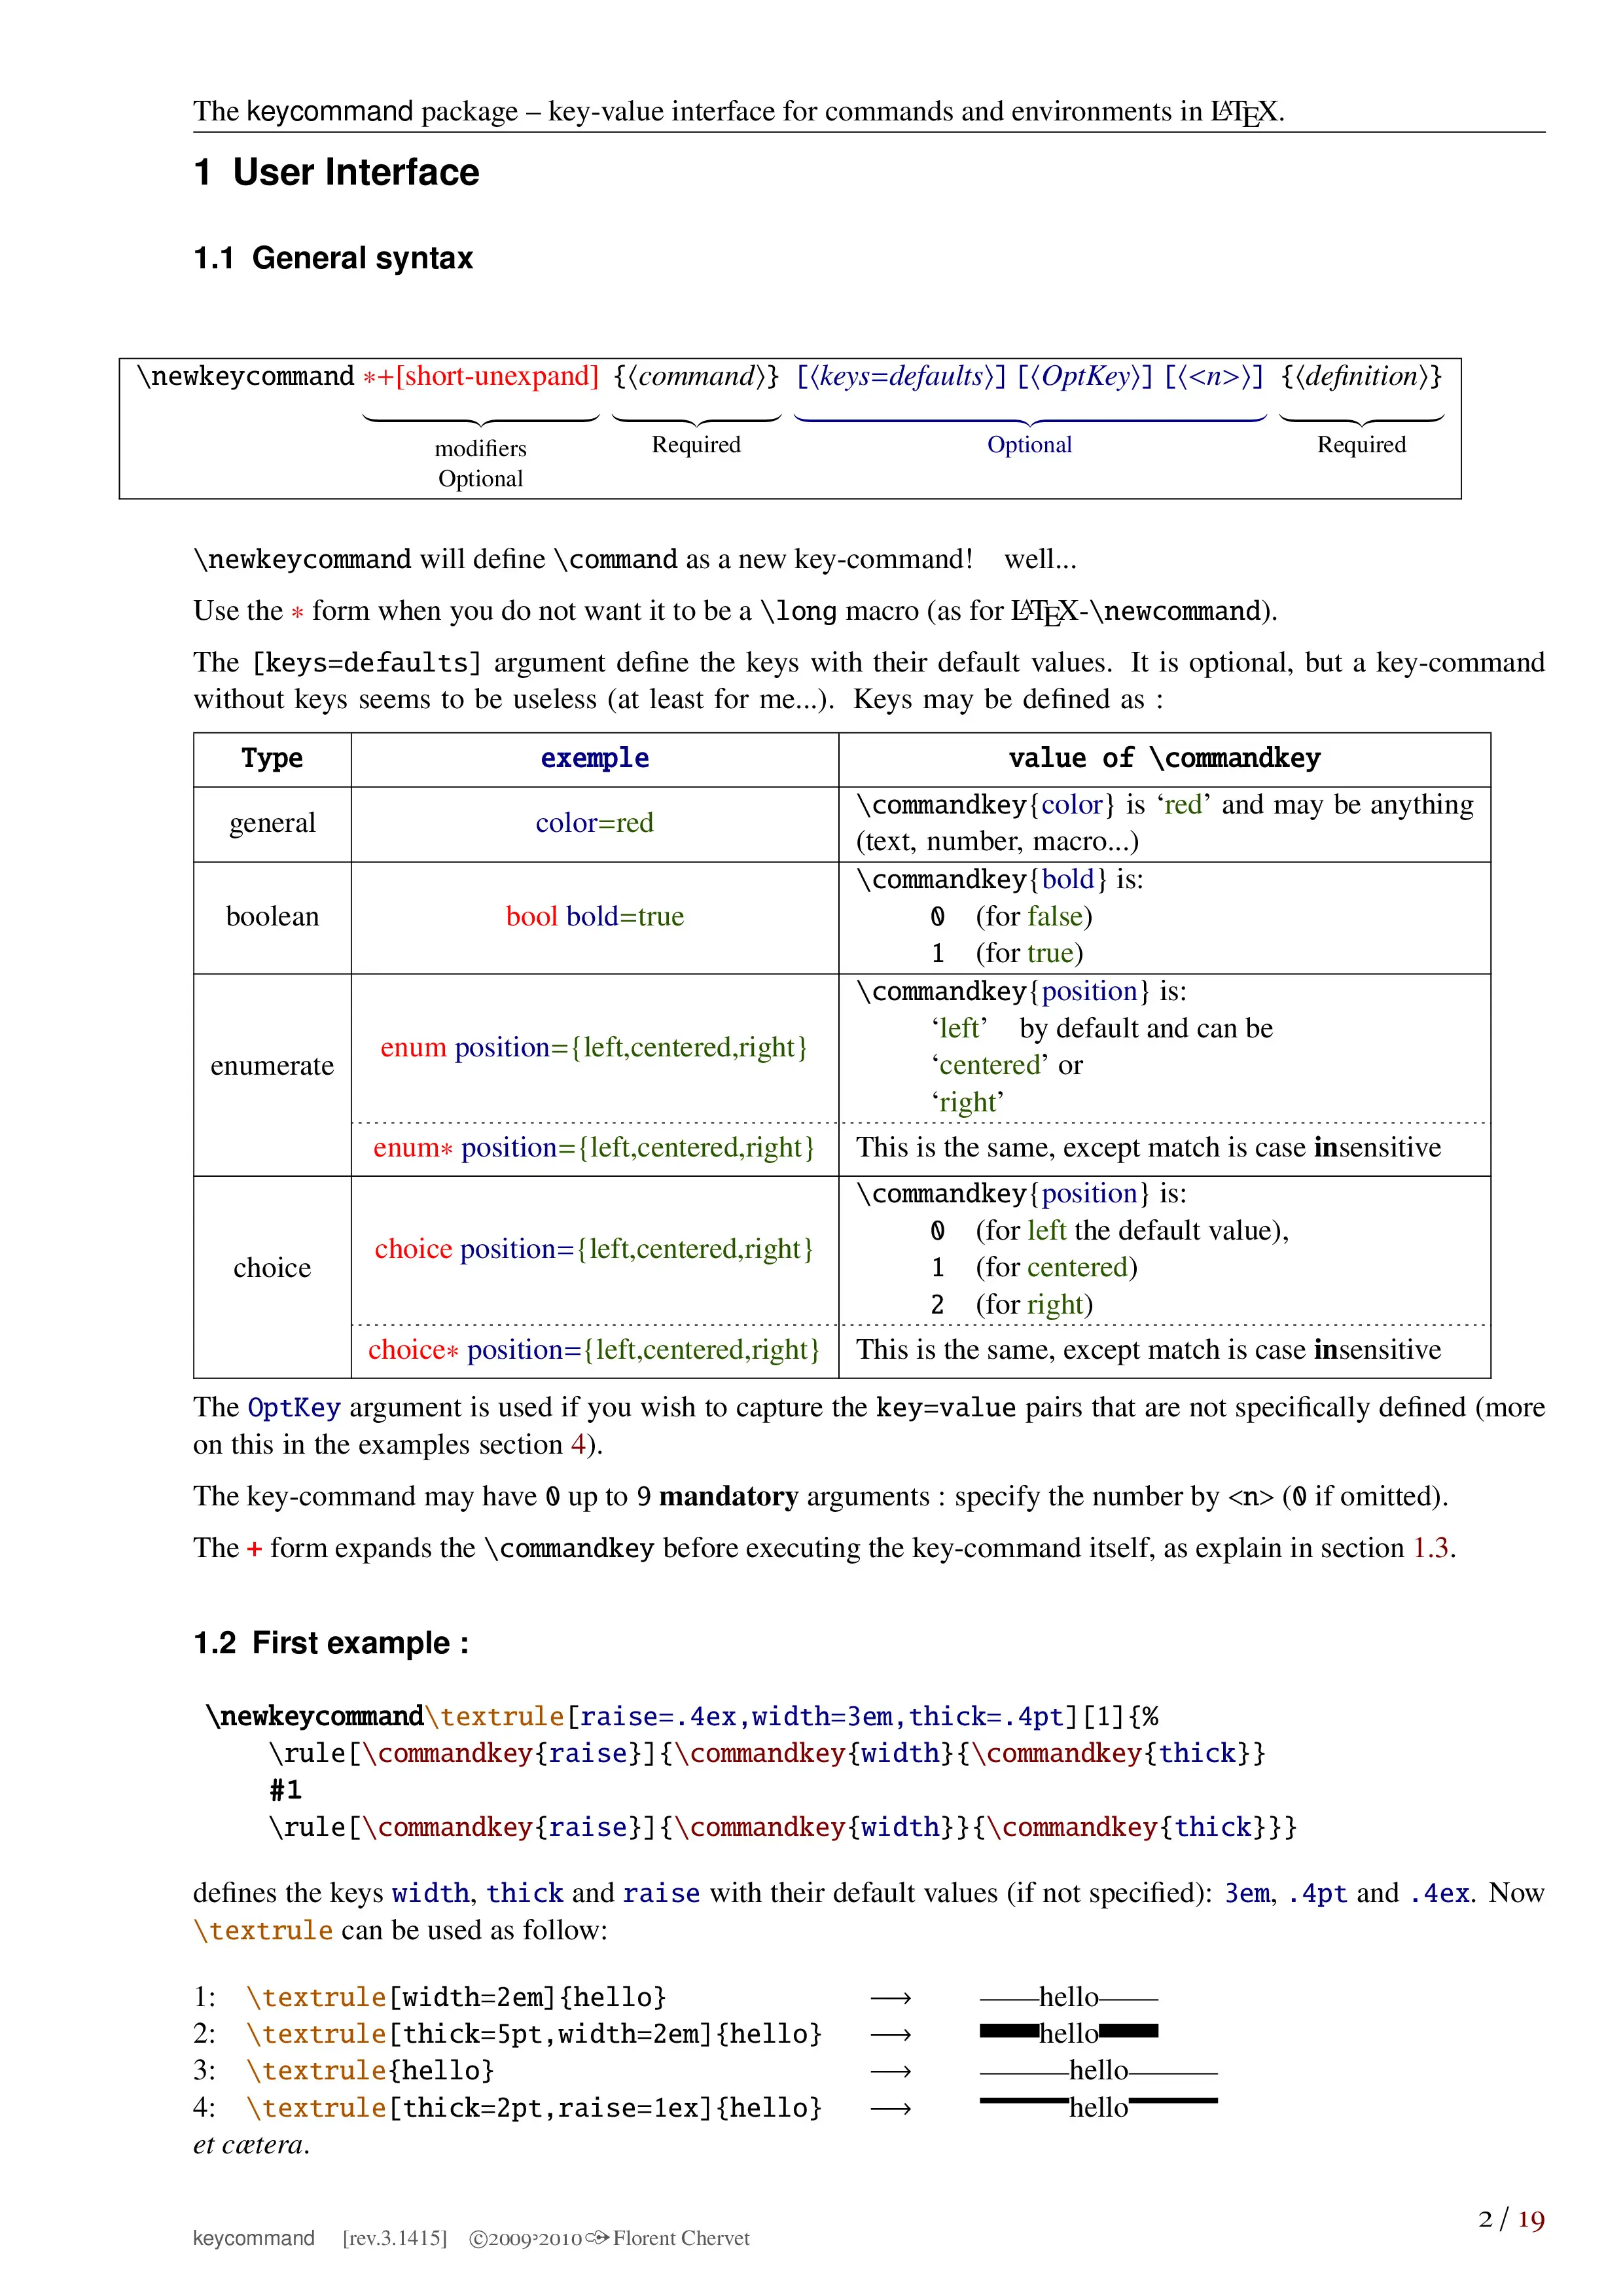 The keycommand package – key-value interface for commands and environments in LATEX.
1 User Interface
1.1 General syntax
\newkeycommand *+[short-unexpand] {⟨command⟩} [⟨keys=defaults⟩] [⟨OptKey⟩] [⟨<n>⟩] {⟨definition⟩}
modifiers Required Optional Required
Optional
\newkeycommand will define \command as a new key-command! well...
Use the * form when you do not want it to be a \long macro (as for LATEX-\newcommand).
The [keys=defaults] argument define the keys with their default values. It is optional, but a key-command
without keys seems to be useless (at least for me...). Keys may be defined as :
Type exemple value of \commandkey
general color=red \commandkey{color} is ‘red’ and may be anything
(text, number, macro...)
boolean bool bold=true \commandkey{bold} is:
0 (for false)
1 (for true)
enumerate enum position={left,centered,right} \commandkey{position} is:
‘left’ by default and can be
‘centered’ or
‘right’
enum* position={left,centered,right} This is the same, except match is case insensitive
choice choice position={left,centered,right} \commandkey{position} is:
0 (for left the default value),
1 (for centered)
2 (for right)
choice* position={left,centered,right} This is the same, except match is case insensitive
The OptKey argument is used if you wish to capture the key=value pairs that are not specifically defined (more
on this in the examples section 4).
The key-command may have 0 up to 9 mandatory arguments : specify the number by <n> (0 if omitted).
The + form expands the \commandkey before executing the key-command itself, as explain in section 1.3.
1.2 First example :
\newkeycommand\textrule[raise=.4ex,width=3em,thick=.4pt][1]{%
\rule[\commandkey{raise}]{\commandkey{width}{\commandkey{thick}}
#1
\rule[\commandkey{raise}]{\commandkey{width}}{\commandkey{thick}}}
defines the keys width, thick and raise with their default values (if not specified): 3em, .4pt and .4ex. Now
\textrule can be used as follow:
1: \textrule[width=2em]{hello} ⟶ hello
2: \textrule[thick=5pt,width=2em]{hello} ⟶ hello
3: \textrule{hello} ⟶ hello
4: \textrule[thick=2pt,raise=1ex]{hello} ⟶ hello
et cætera.
2 / 19
keycommand [rev.3.1415] ©2009-2010 Florent Chervet